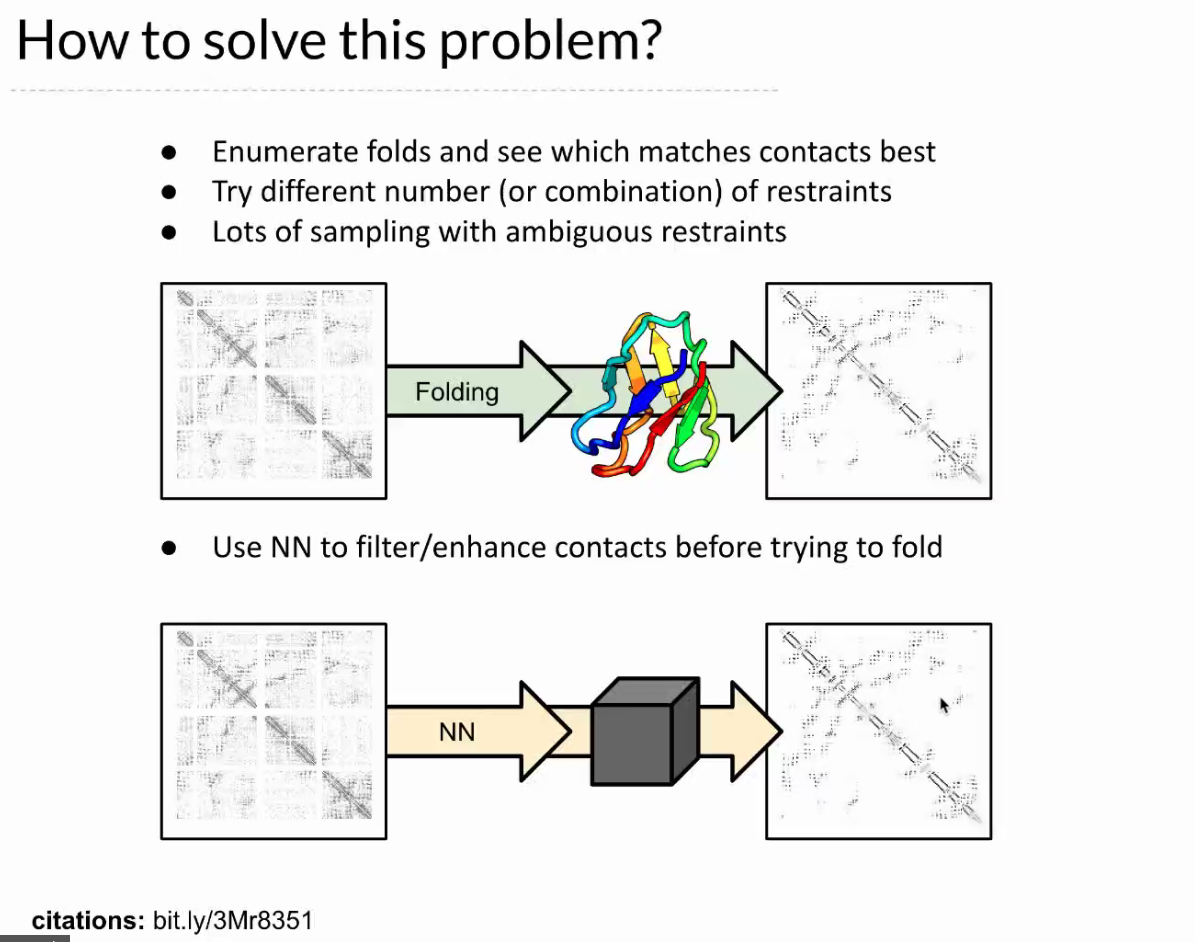 How to solve this problem?
● Enumerate folds and see which matches contacts best
● Try different number (or combination) of restraints
● Lots of sampling with ambiguous restraints
Folding
● Use NN to filter/enhance contacts before trying to fold
NN
citations: bit.ly/3Mr8351